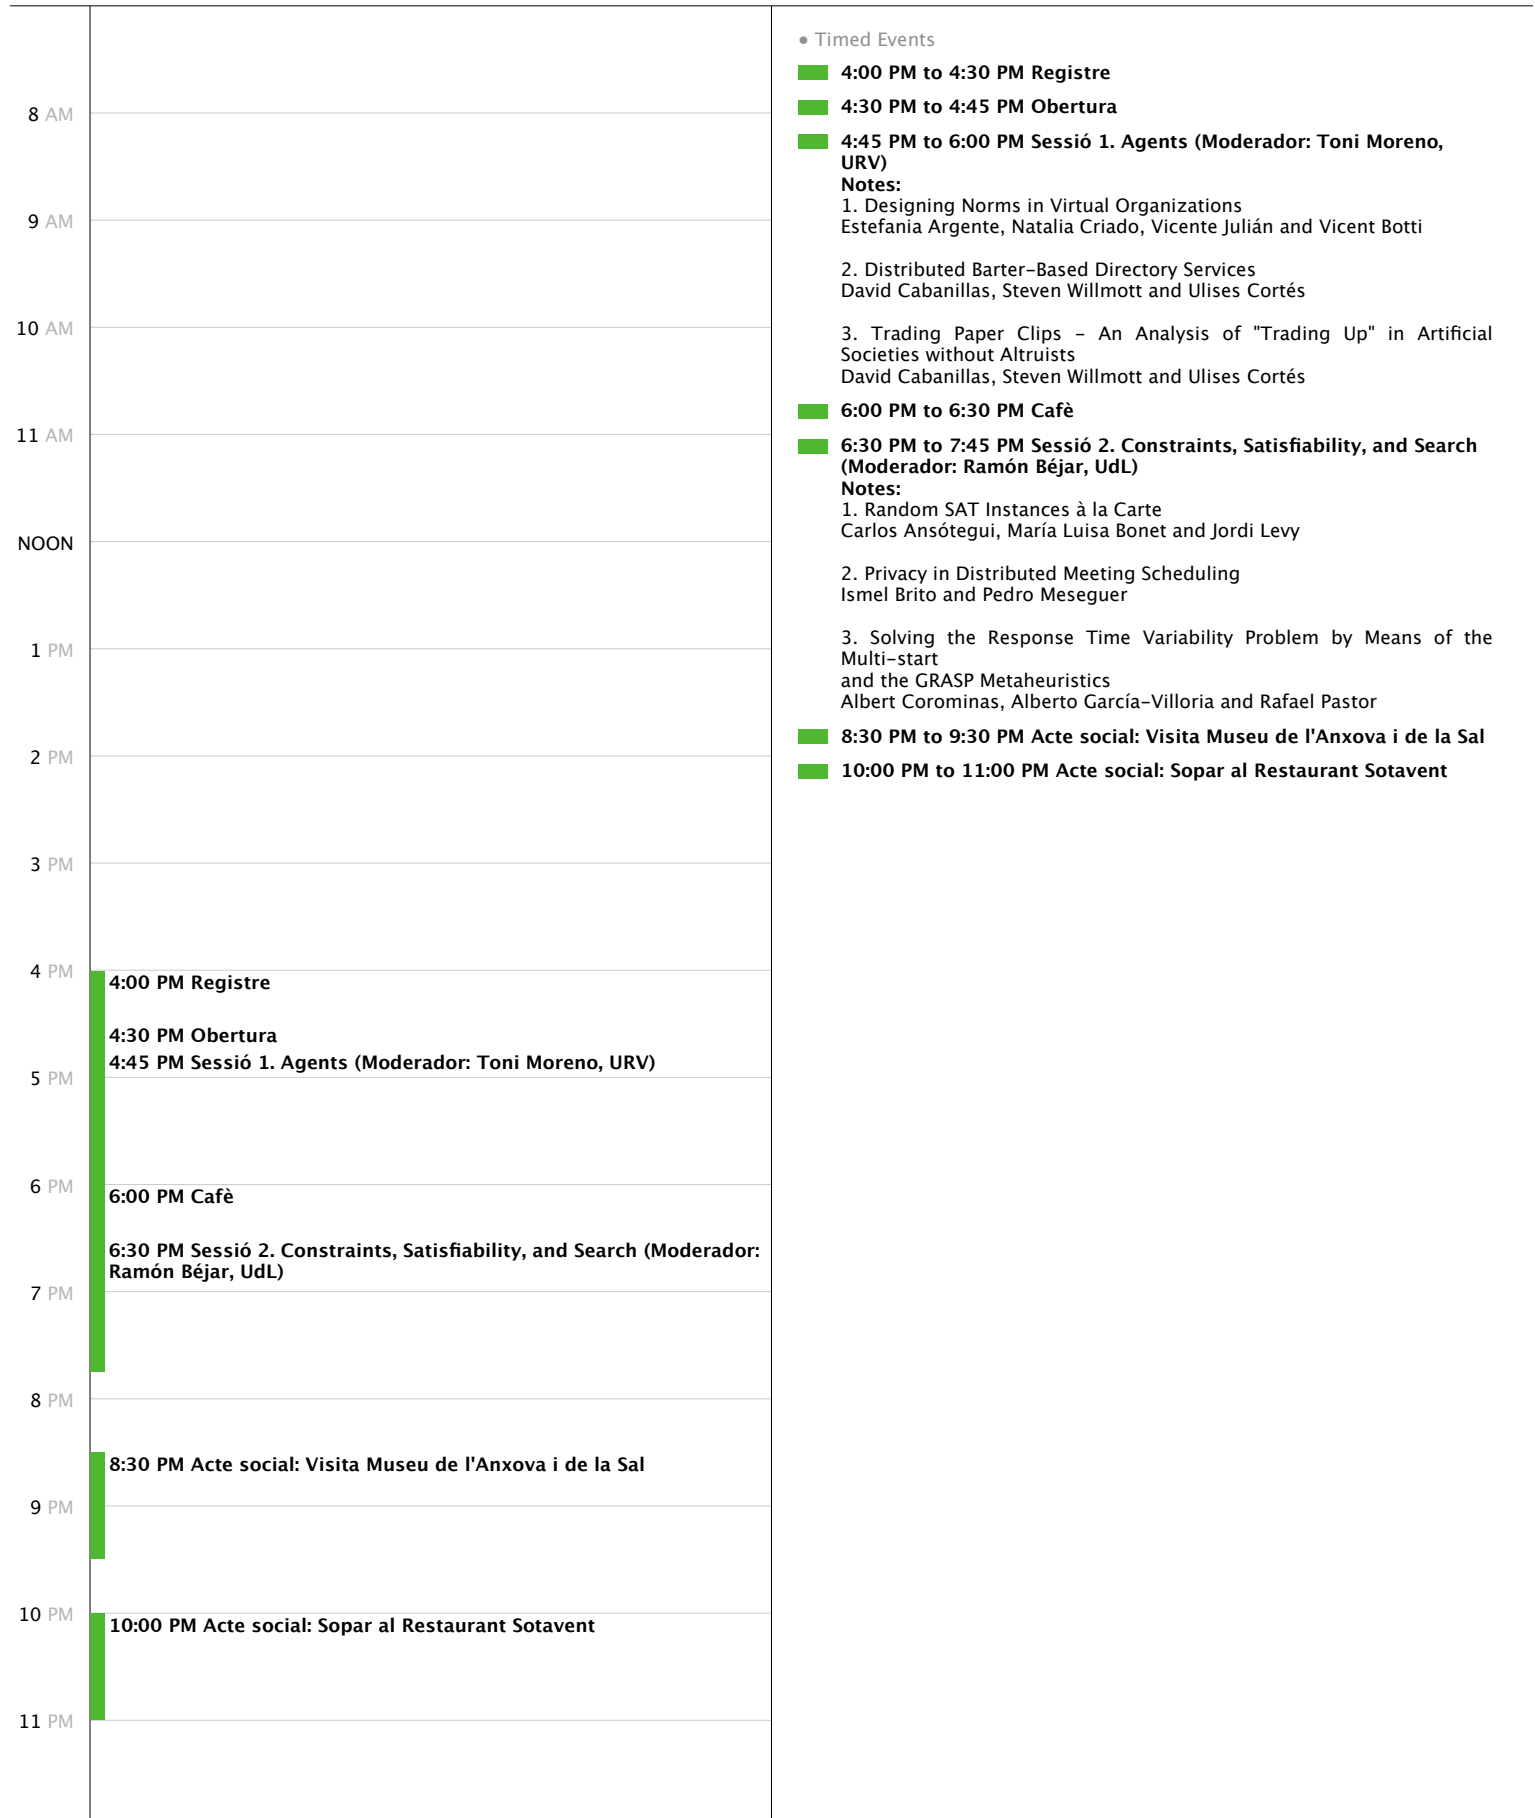 8 AM
9 AM
10 AM
11 AM
NOON
1 PM
2 PM
3 PM
4 PM
4:00 PM Registre
4:30 PM Obertura
4:45 PM Sessió 1. Agents (Moderador: Toni Moreno, URV)
5 PM
6 PM
6:00 PM Cafè
6:30 PM Sessió 2. Constraints, Satisfiability, and Search (Moderador:
Ramón Béjar, UdL)
7 PM
8 PM
8:30 PM Acte social: Visita Museu de l'Anxova i de la Sal
9 PM
10 PM
10:00 PM Acte social: Sopar al Restaurant Sotavent
11 PM
• Timed Events
4:00 PM to 4:30 PM Registre
4:30 PM to 4:45 PM Obertura
4:45 PM to 6:00 PM Sessió 1. Agents (Moderador: Toni Moreno,
URV)
Notes:
1. Designing Norms in Virtual Organizations
Estefania Argente, Natalia Criado, Vicente Julián and Vicent Botti
2. Distributed Barter-Based Directory Services
David Cabanillas, Steven Willmott and Ulises Cortés
3. Trading Paper Clips - An Analysis of "Trading Up" in Artificial
Societies without Altruists
David Cabanillas, Steven Willmott and Ulises Cortés
6:00 PM to 6:30 PM Cafè
6:30 PM to 7:45 PM Sessió 2. Constraints, Satisfiability, and Search
(Moderador: Ramón Béjar, UdL)
Notes:
1. Random SAT Instances à la Carte
Carlos Ansótegui, María Luisa Bonet and Jordi Levy
2. Privacy in Distributed Meeting Scheduling
Ismel Brito and Pedro Meseguer
3. Solving the Response Time Variability Problem by Means of the
Multi-start
and the GRASP Metaheuristics
Albert Corominas, Alberto García-Villoria and Rafael Pastor
8:30 PM to 9:30 PM Acte social: Visita Museu de l'Anxova i de la Sal
10:00 PM to 11:00 PM Acte social: Sopar al Restaurant Sotavent